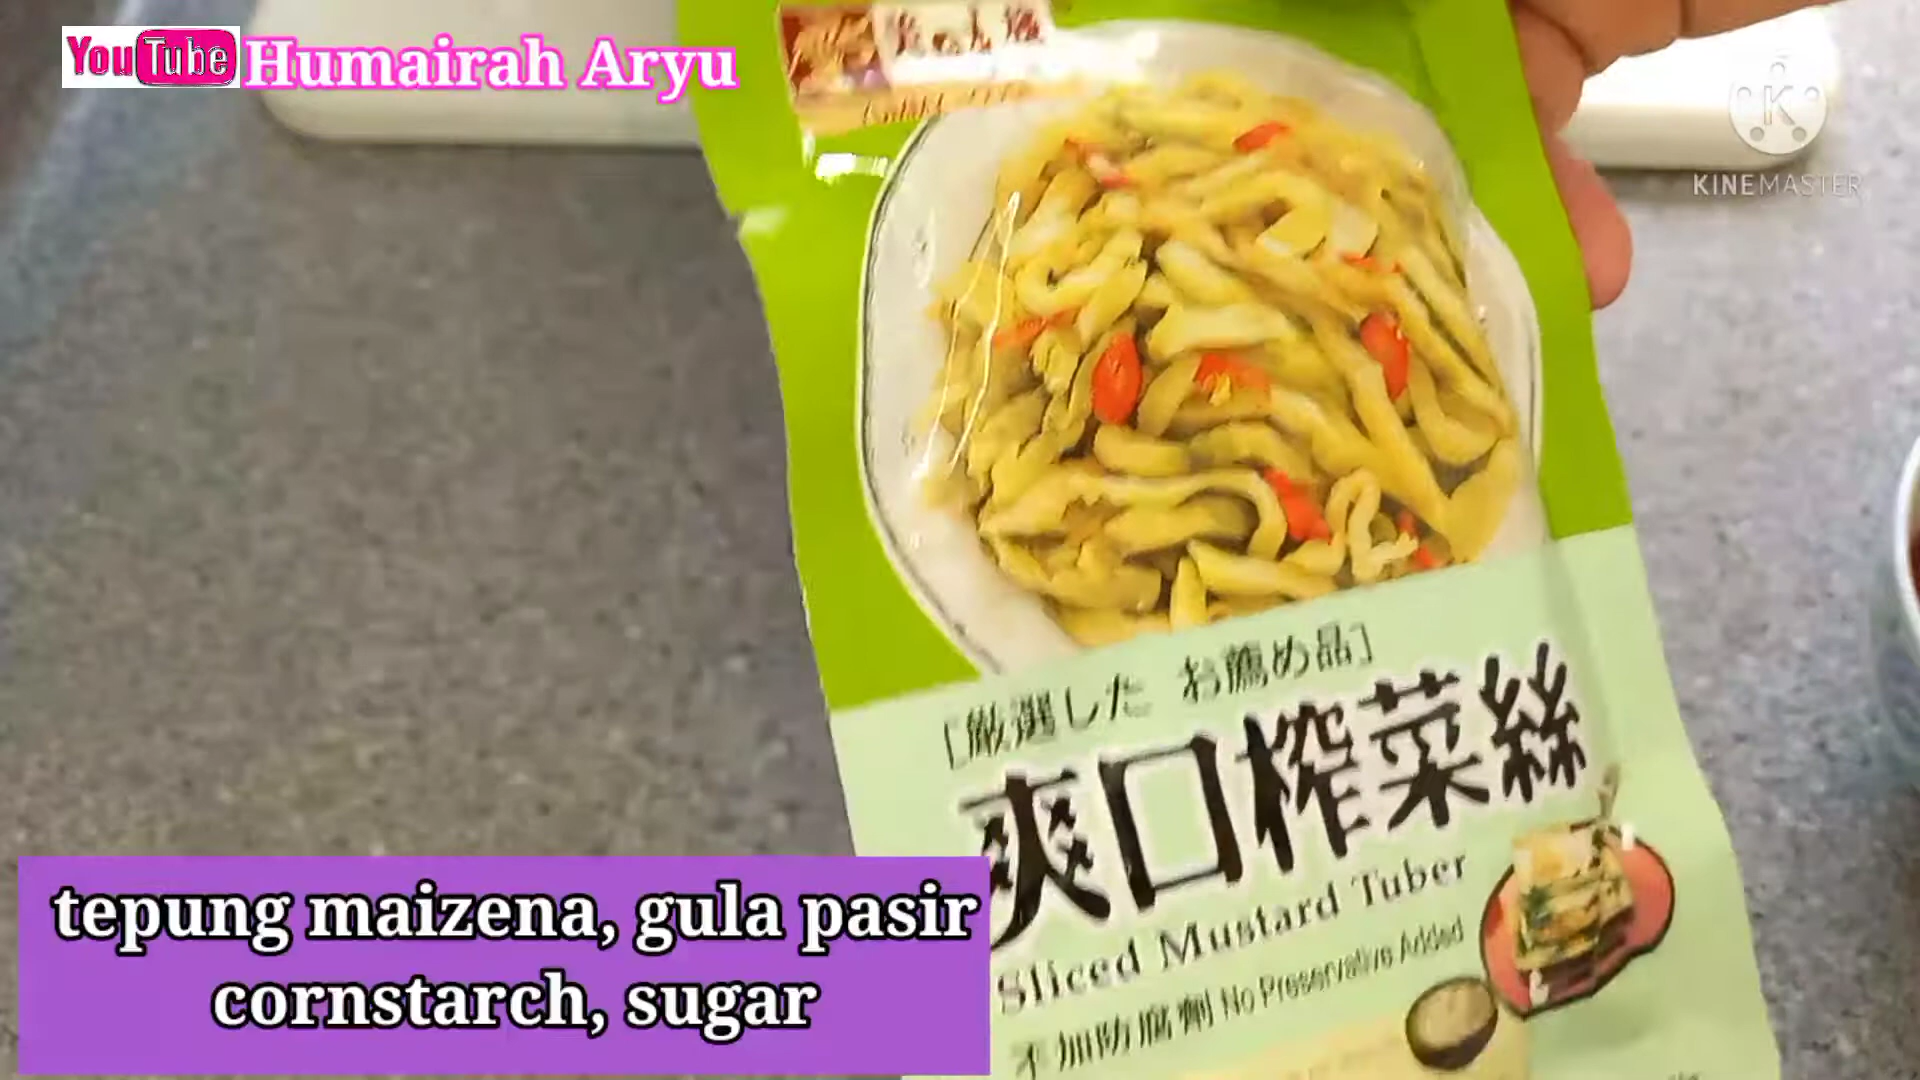 YouTube Humairah Aryu
KINEMASTER
[厳選した お薦め品]
爽口榨菜絲
Sliced Mustard Tuber
不加防腐劑 No Preservative Added
tepung maizena, gula pasir
cornstarch, sugar